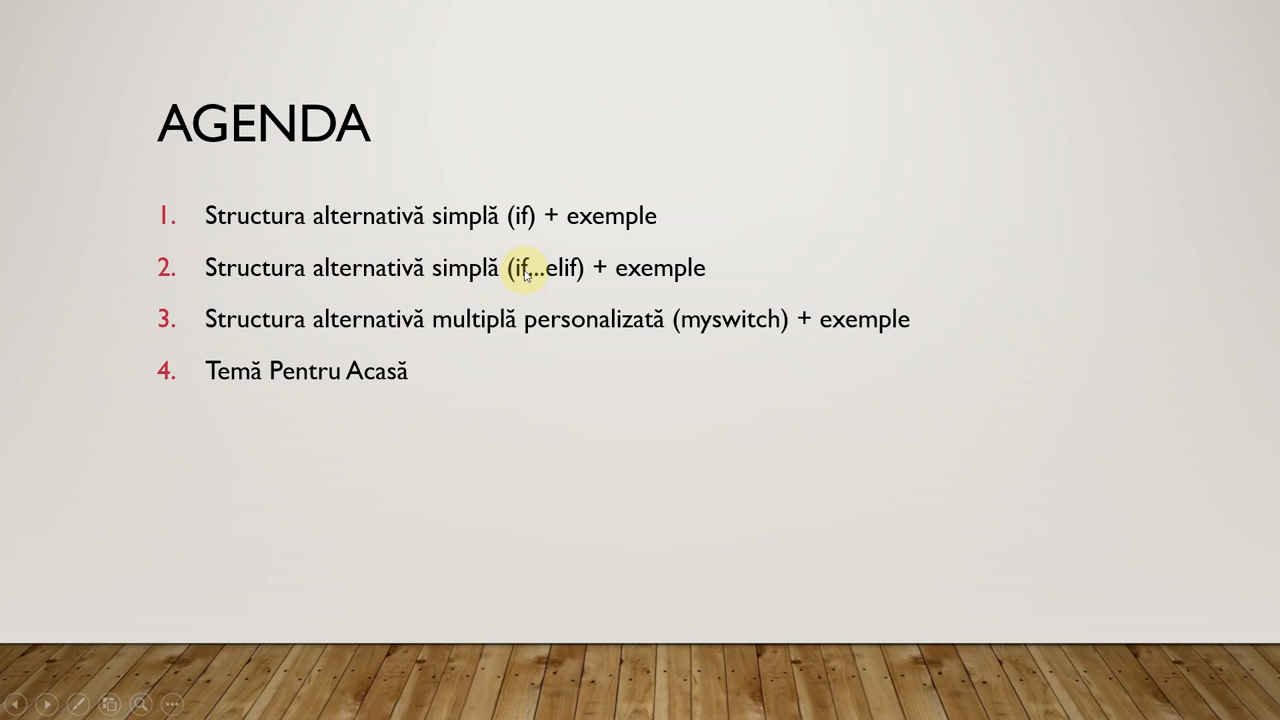 AGENDA
1. Structura alternativă simplă (if) + exemple
2. Structura alternativă simplă (if...elif) + exemple
3. Structura alternativă multiplă personalizată (myswitch) + exemple
4. Temă Pentru Acasă